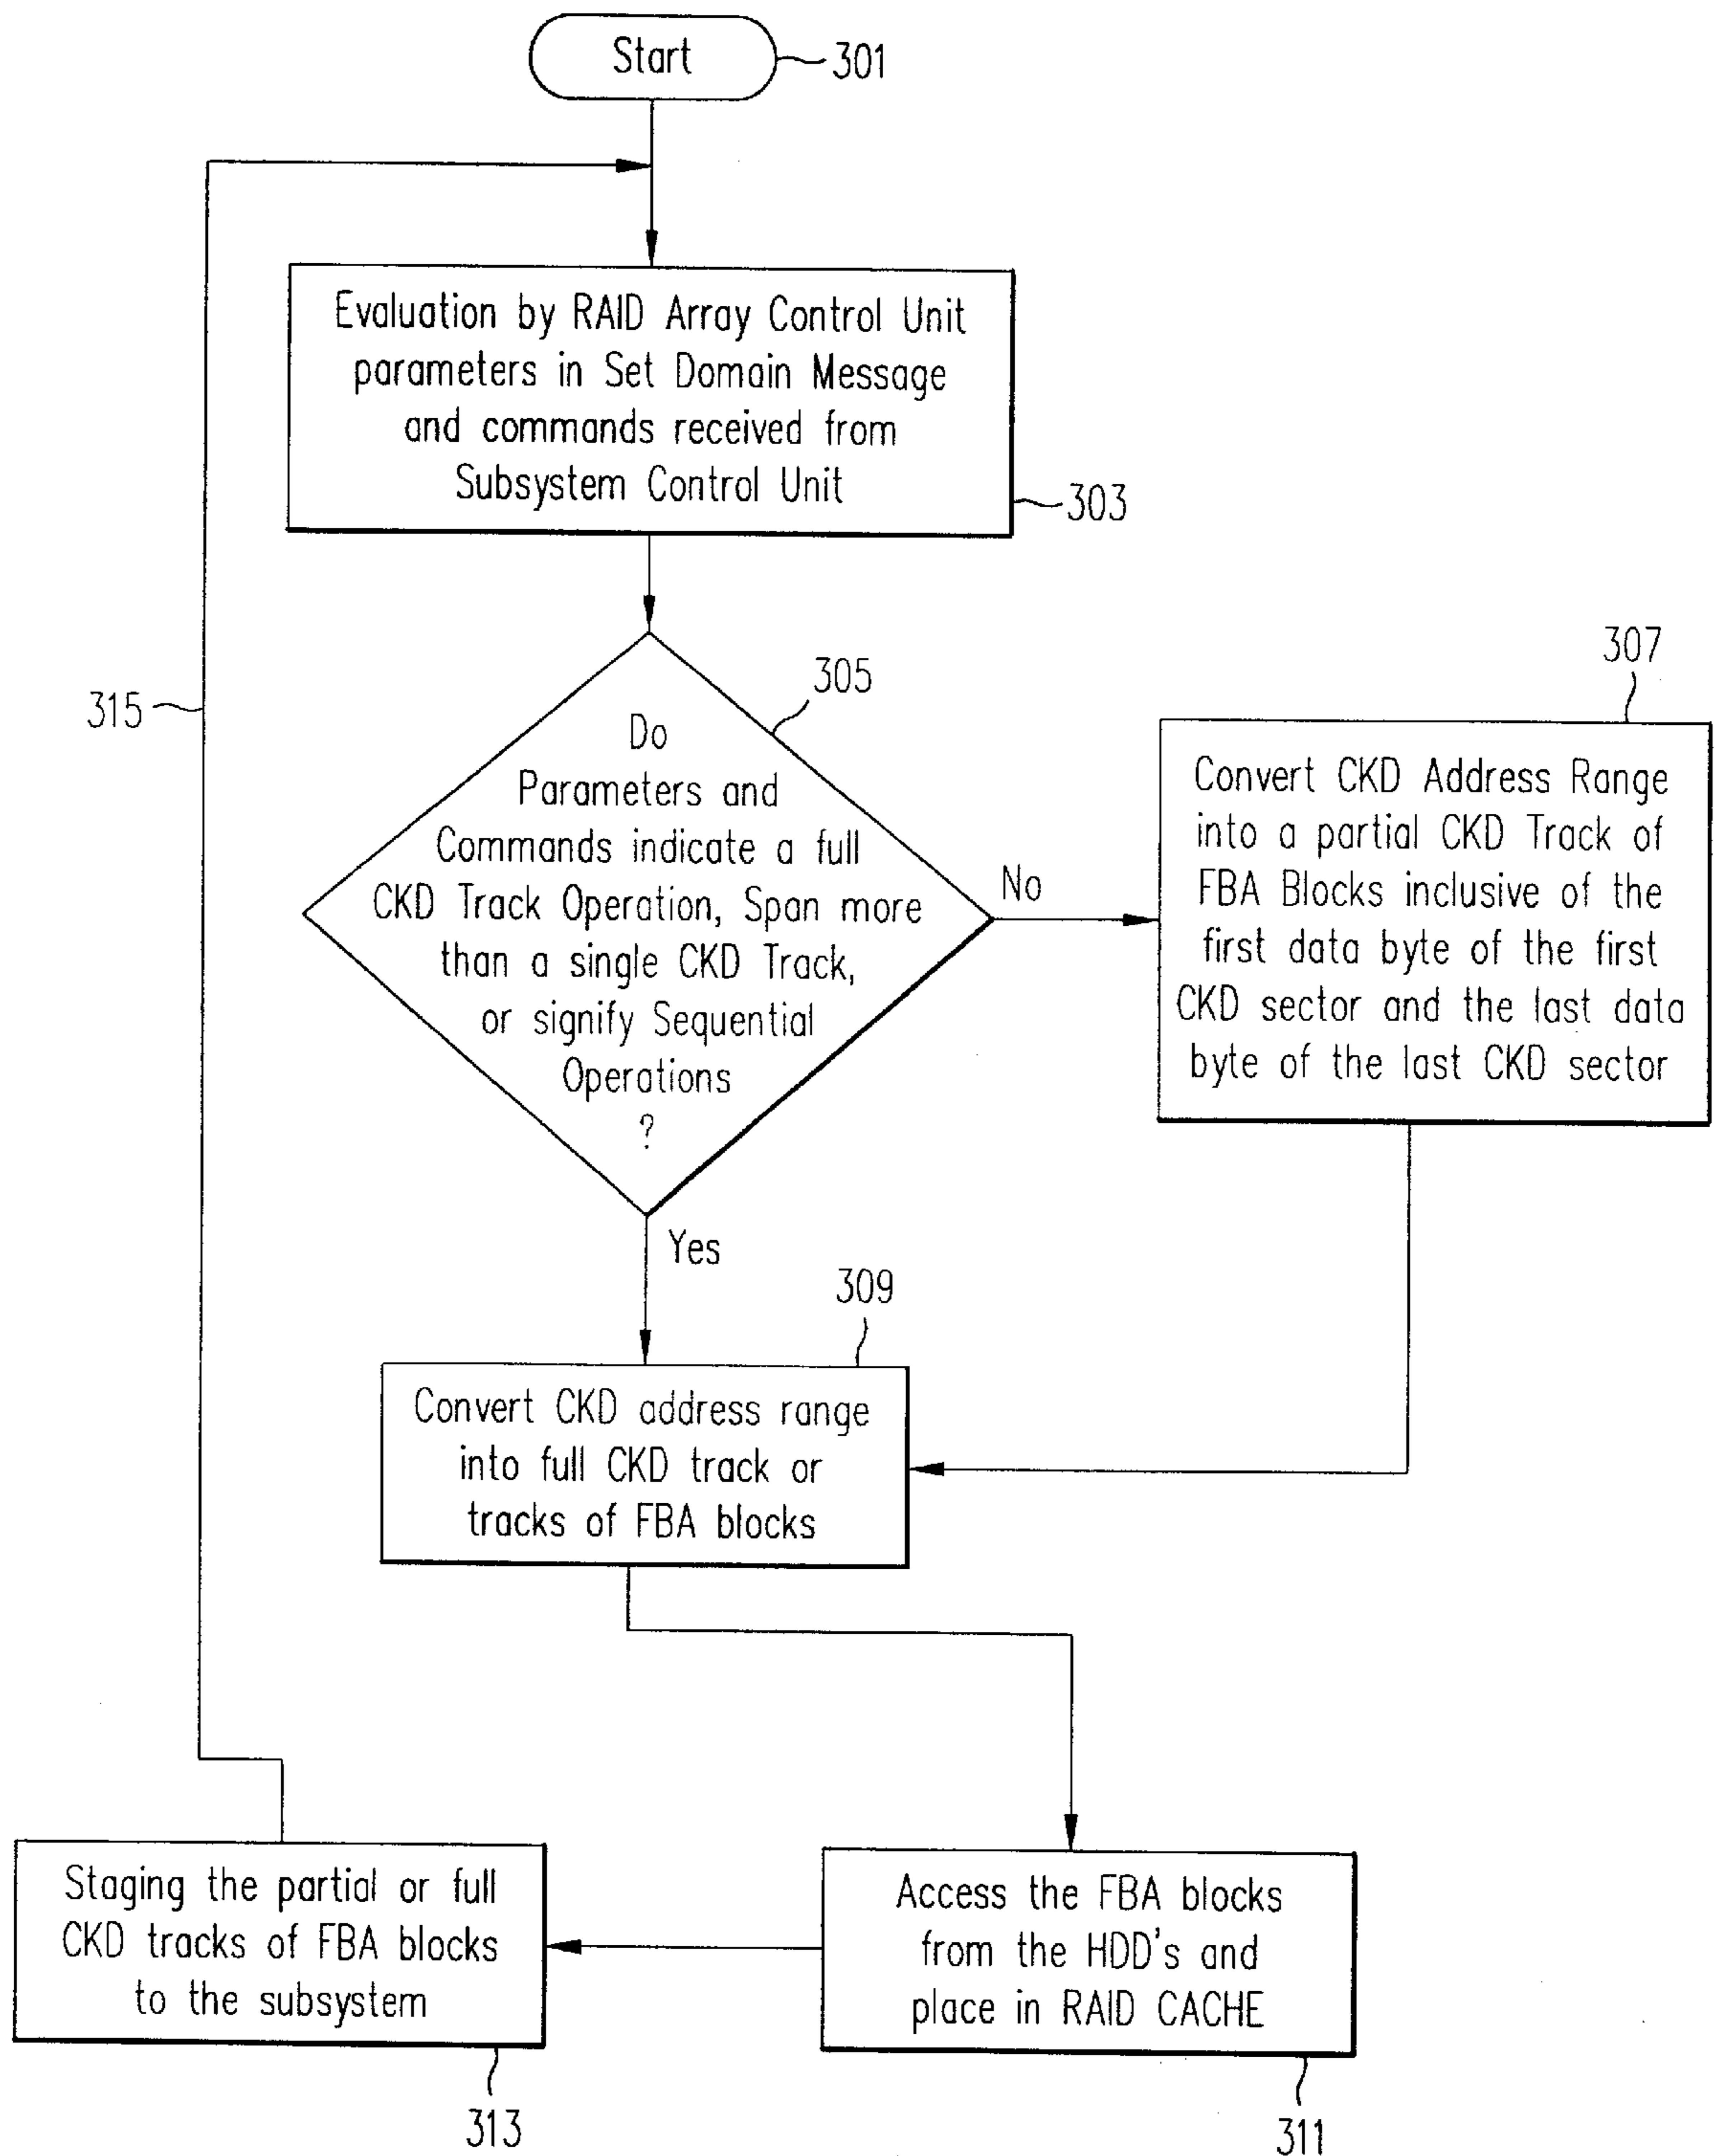 Start
301
Evaluation by RAID Array Control Unit
parameters in Set Domain Message
and commands received from
Subsystem Control Unit
303
305
Do
Parameters and
Commands indicate a full
CKD Track Operation, Span more
than a single CKD Track,
or signify Sequential
Operations
?
No
307
Convert CKD Address Range
into a partial CKD Track of
FBA Blocks inclusive of the
first data byte of the first
CKD sector and the last data
byte of the last CKD sector
315
Yes
309
Convert CKD address range
into full CKD track or
tracks of FBA blocks
Access the FBA blocks
from the HDD's and
place in RAID CACHE
311
Staging the partial or full
CKD tracks of FBA blocks
to the subsystem
313